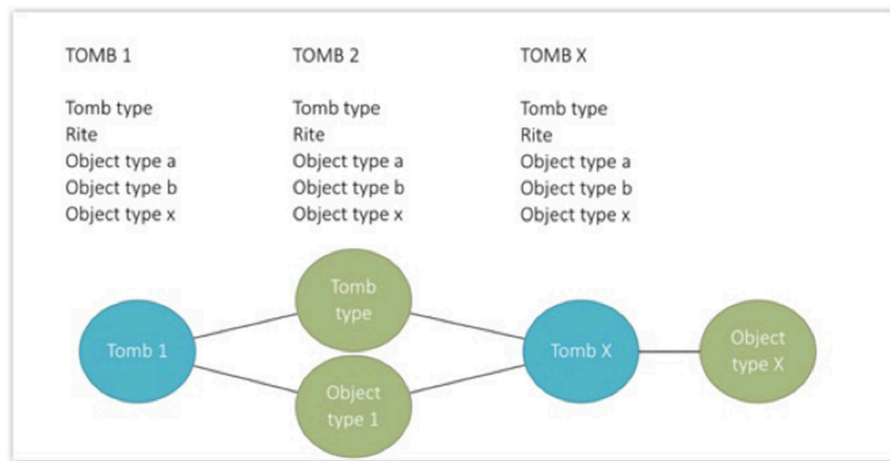 TOMB 1
Tomb type
Rite
Object type a
Object type b
Object type x
TOMB 2
Tomb type
Rite
Object type a
Object type b
Object type x
TOMB X
Tomb type
Rite
Object type a
Object type b
Object type x
Tomb 1
Tomb
type
Object
type 1
Tomb X
Object
type X